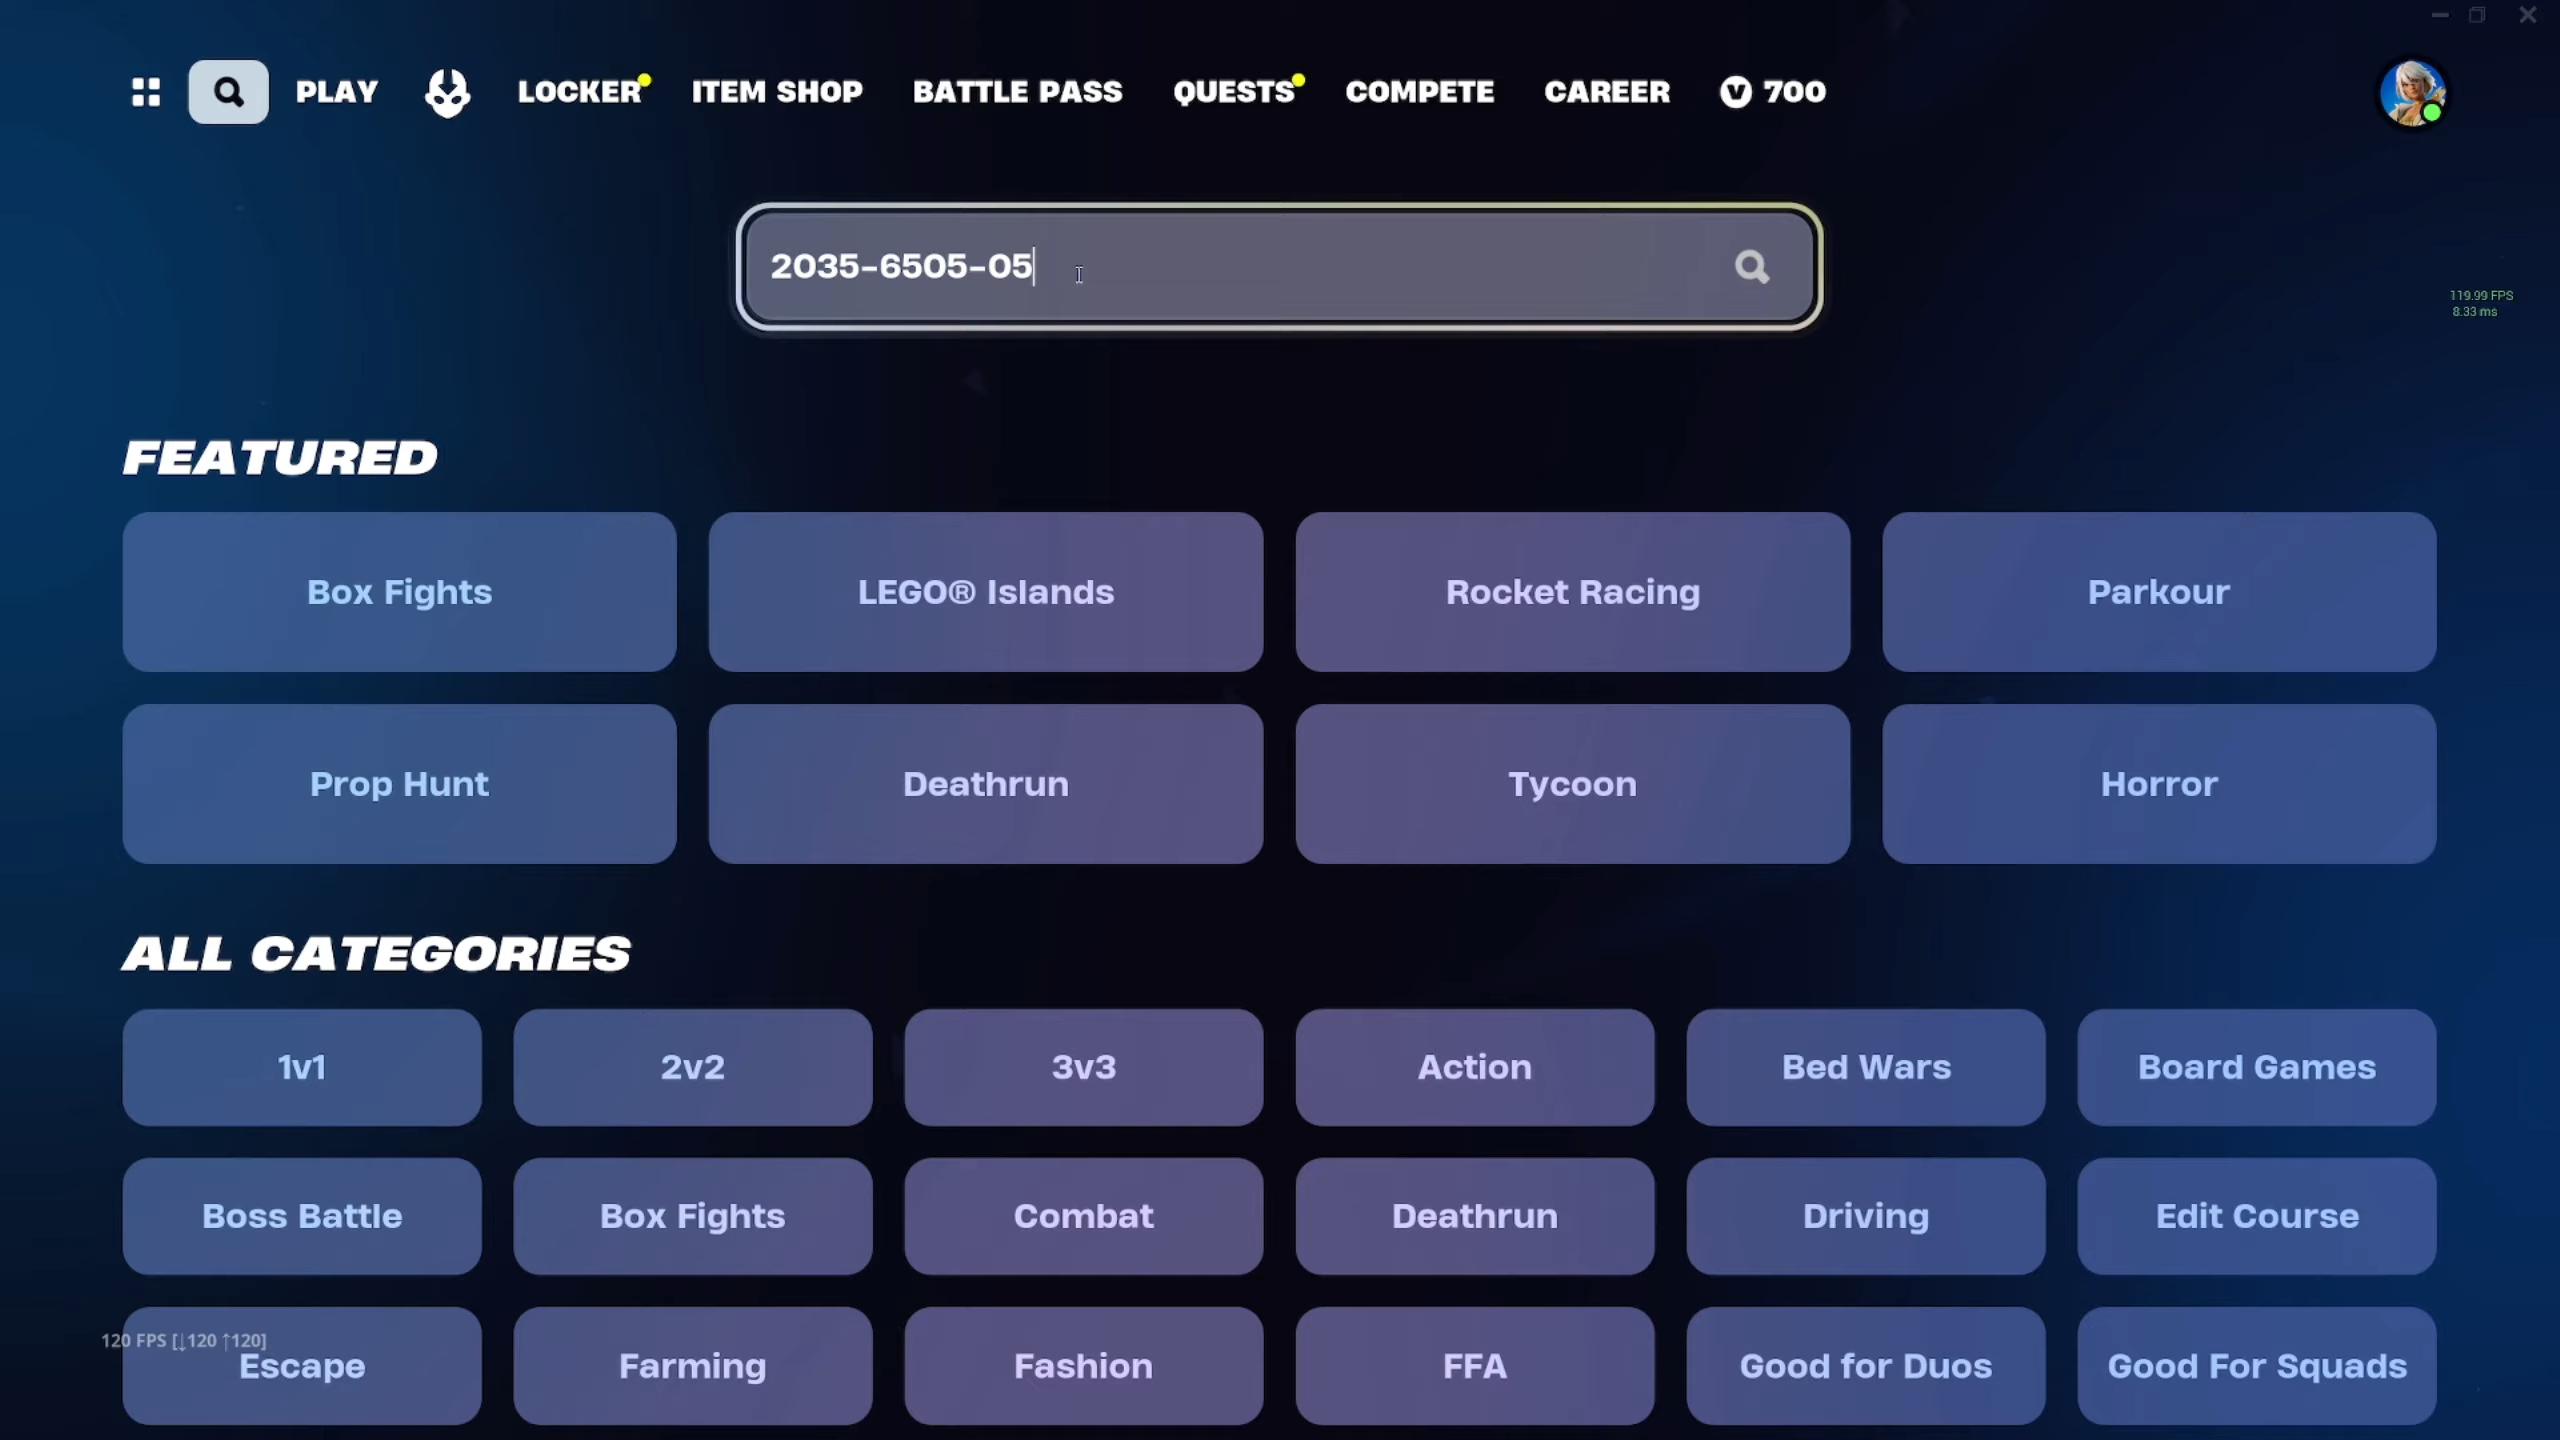 PLAY LOCKER ITEM SHOP BATTLE PASS QUESTS COMPETE CAREER V 700
2035-6505-05
119.99 FPS
8.33 ms
FEATURED
Box Fights LEGO® Islands Rocket Racing Parkour
Prop Hunt Deathrun Tycoon Horror
ALL CATEGORIES
1v1 2v2 3v3 Action Bed Wars Board Games
Boss Battle Box Fights Combat Deathrun Driving Edit Course
120 FPS [↓120 ↑120]
Escape Farming Fashion FFA Good for Duos Good For Squads